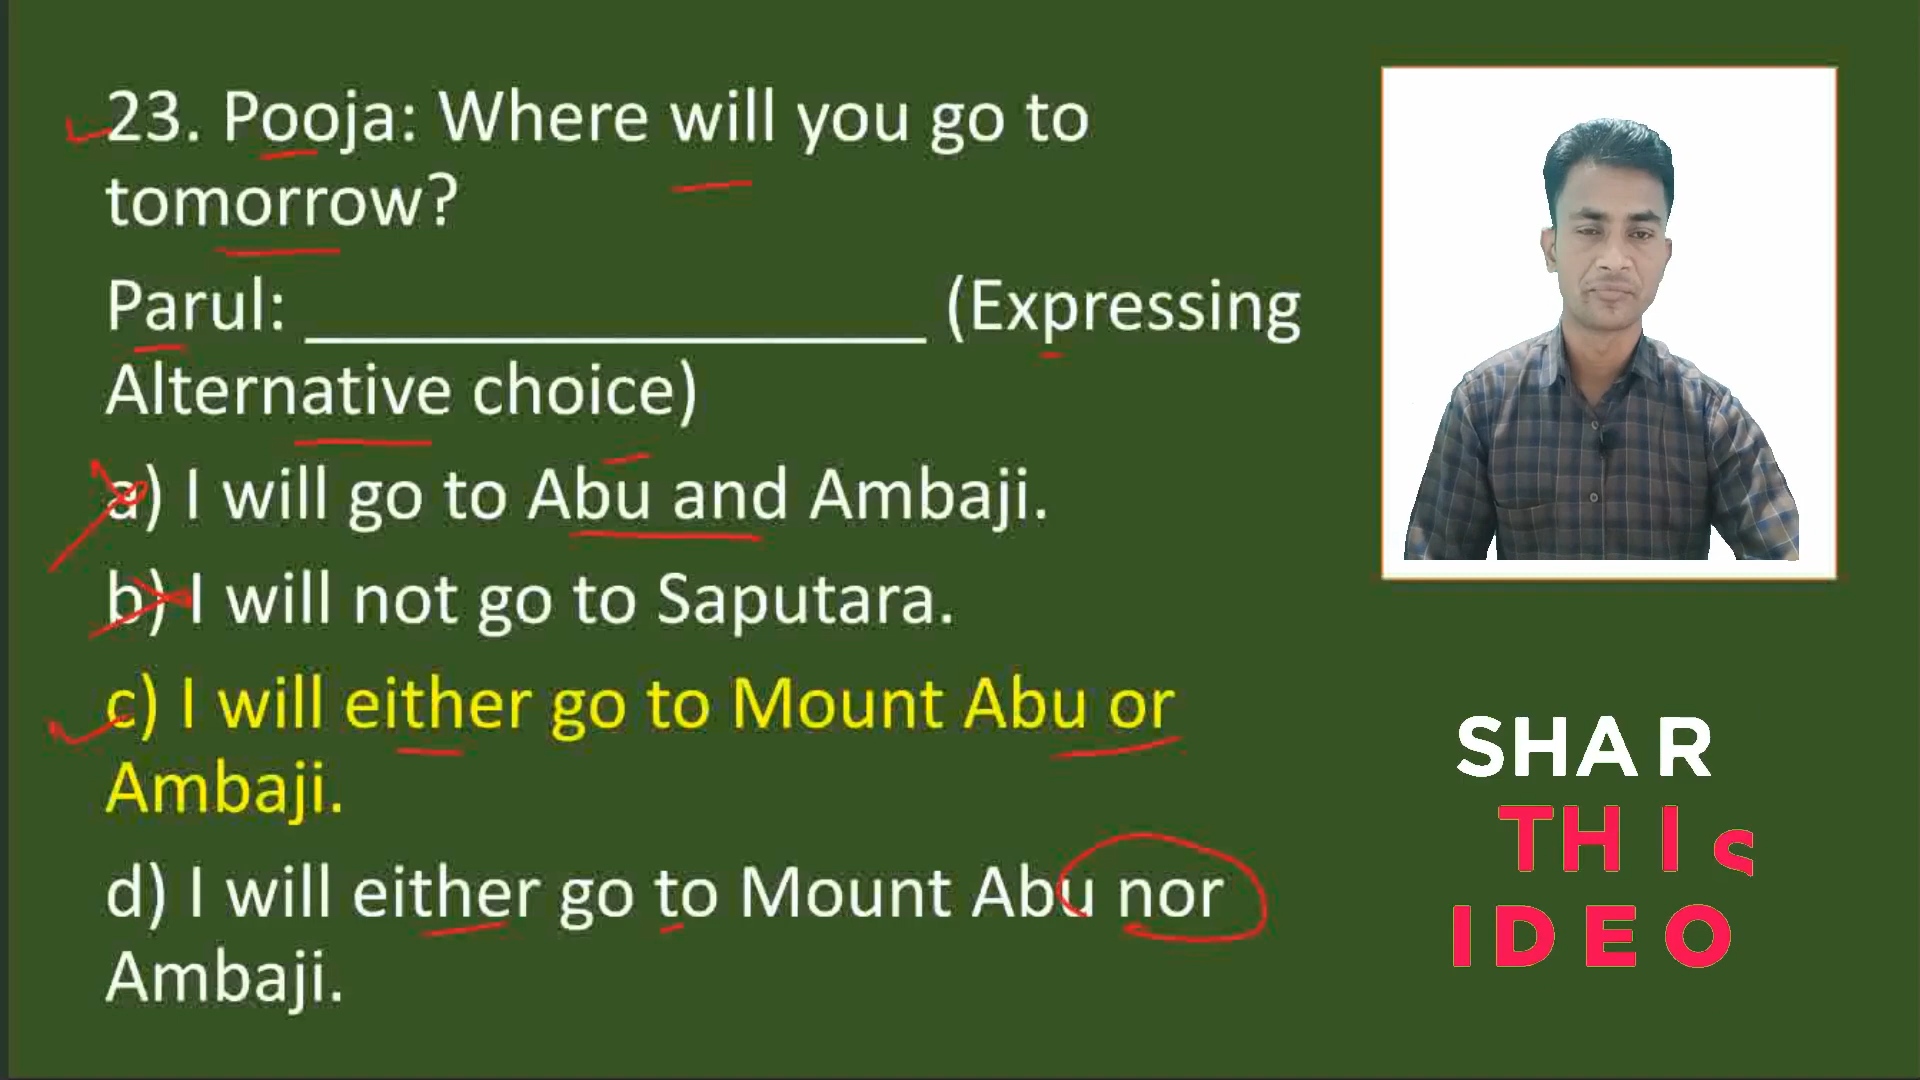 23. Pooja: Where will you go to
tomorrow?
Parul: ____________________ (Expressing
Alternative choice)
a) I will go to Abu and Ambaji.
b) I will not go to Saputara.
c) I will either go to Mount Abu or
Ambaji.
d) I will either go to Mount Abu nor
Ambaji.
SHAR
THIS
IDEO